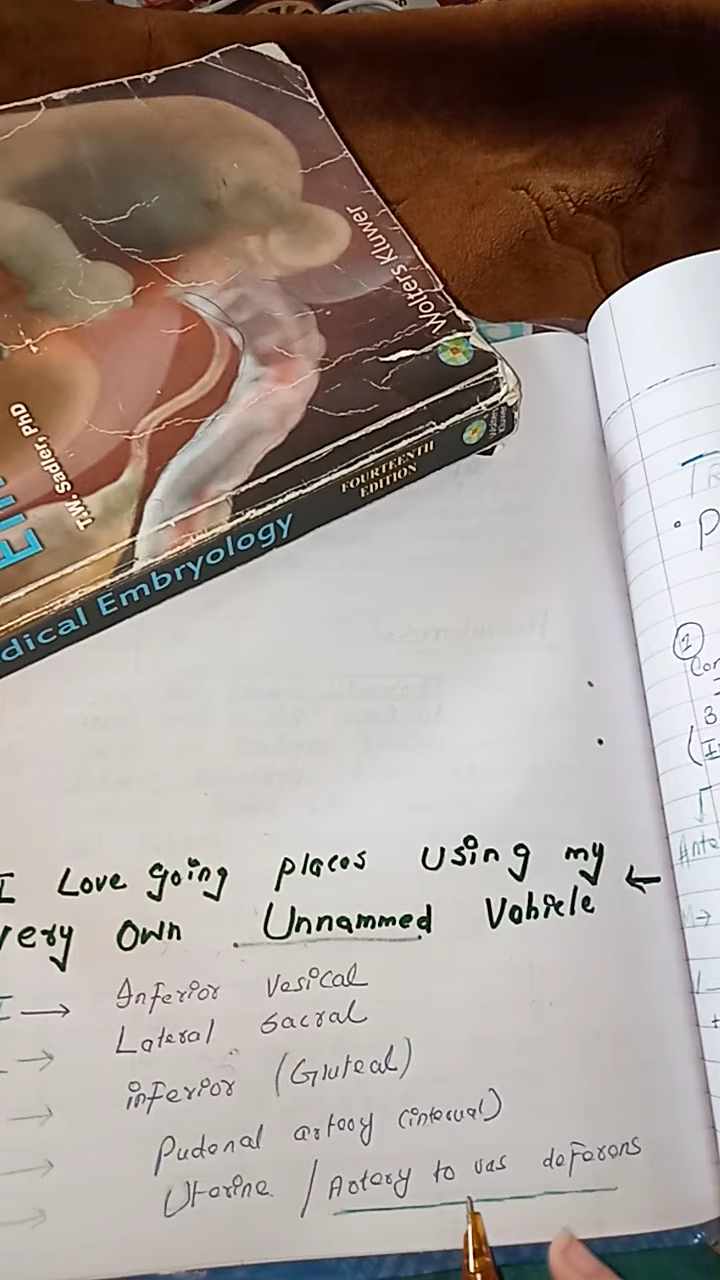 Wolters Kluwer
T.W. Sadler, PhD
FOURTEENTH
EDITION
dical Embryology
I Love going places using my ←
very own Unnammed Vehicle
I → Inferior Vesical
→ Lateral Sacral
→ inferior (Gluteal)
→ Pudenal artery (internal)
→ Uterine / Artery to vas deferens